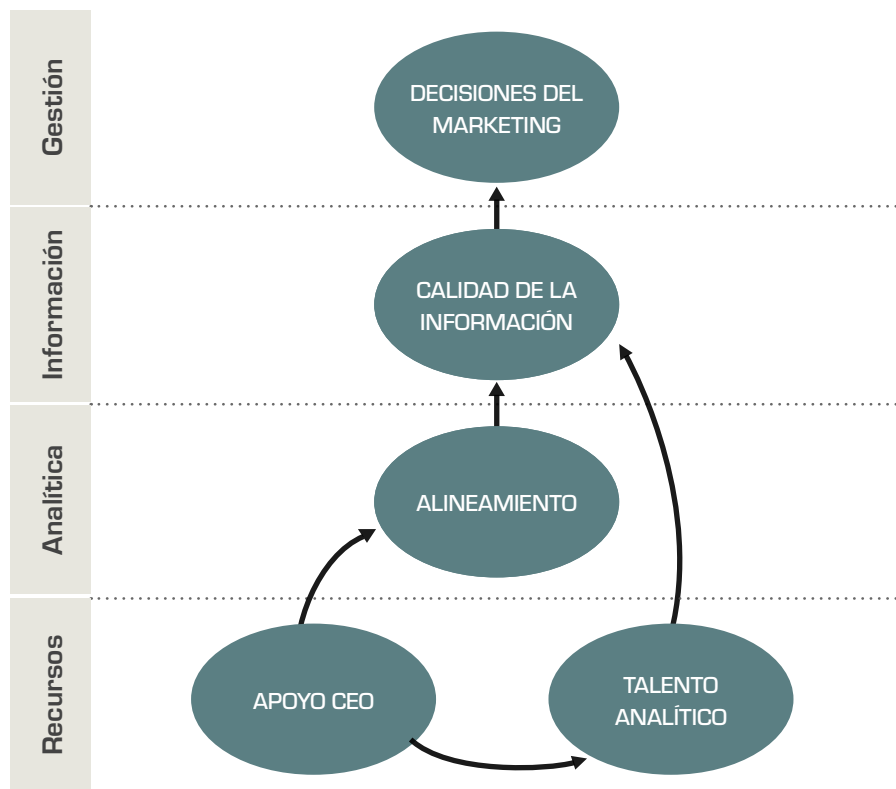 Gestión
DECISIONES DEL
MARKETING
Información
CALIDAD DE LA
INFORMACIÓN
Analítica
ALINEAMIENTO
Recursos
APOYO CEO
TALENTO
ANALÍTICO